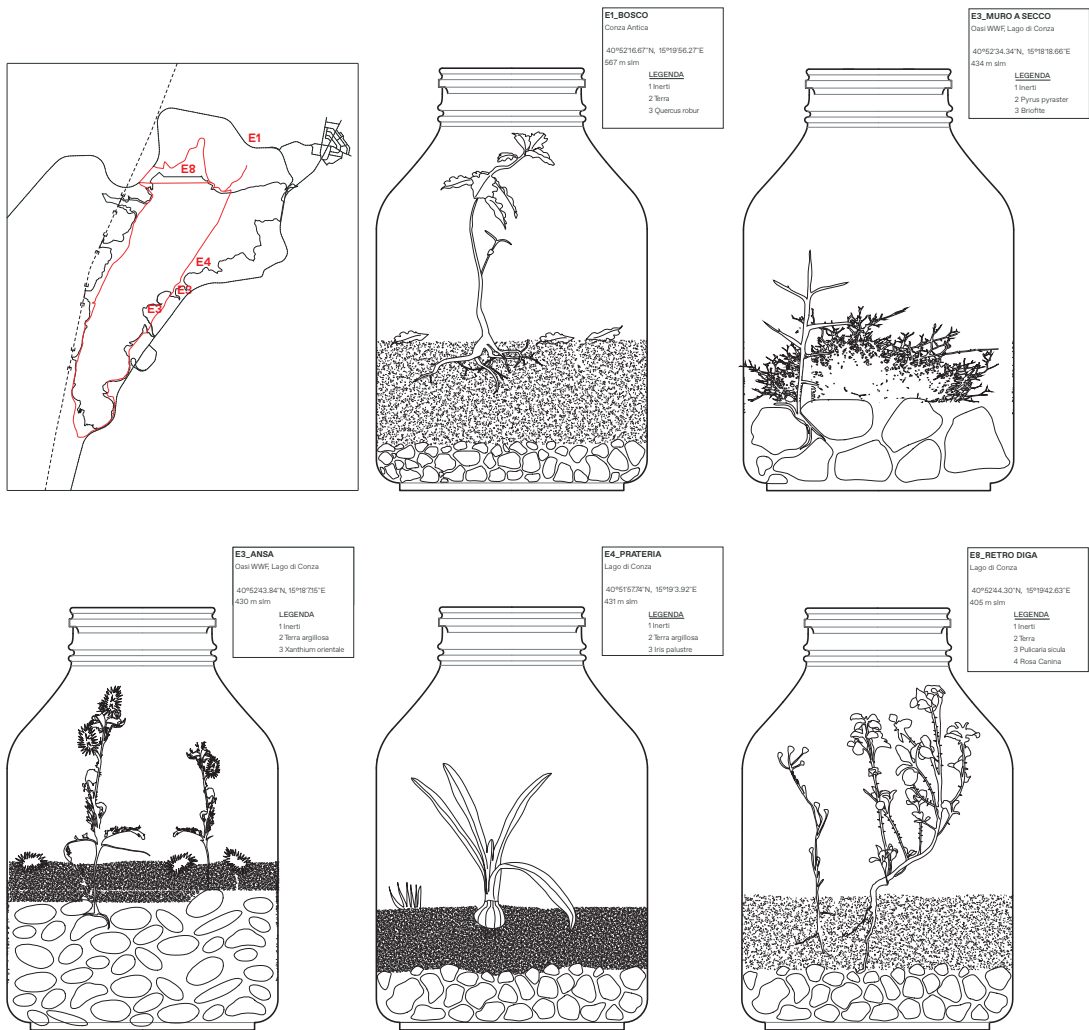 E1
E8
E4
E3
E3
E1_BOSCO
Conza Antica
40°52'16.67"N, 15°19'56.27"E
567 m slm
LEGENDA
1 Inerti
2 Terra
3 Quercus robur
E3_MURO A SECCO
Oasi WWF, Lago di Conza
40°52'34.34"N, 15°18'18.66"E
434 m slm
LEGENDA
1 Inerti
2 Pyrus pyraster
3 Briofite
E3_ANSA
Oasi WWF, Lago di Conza
40°52'43.84"N, 15°18'7.15"E
430 m slm
LEGENDA
1 Inerti
2 Terra argillosa
3 Xanthium orientale
E4_PRATERIA
Lago di Conza
40°51'57.74"N, 15°19'3.92"E
431 m slm
LEGENDA
1 Inerti
2 Terra argillosa
3 Iris palustre
E8_RETRO DIGA
Lago di Conza
40°52'44.30"N, 15°19'42.63"E
405 m slm
LEGENDA
1 Inerti
2 Terra
3 Pulicaria sicula
4 Rosa Canina